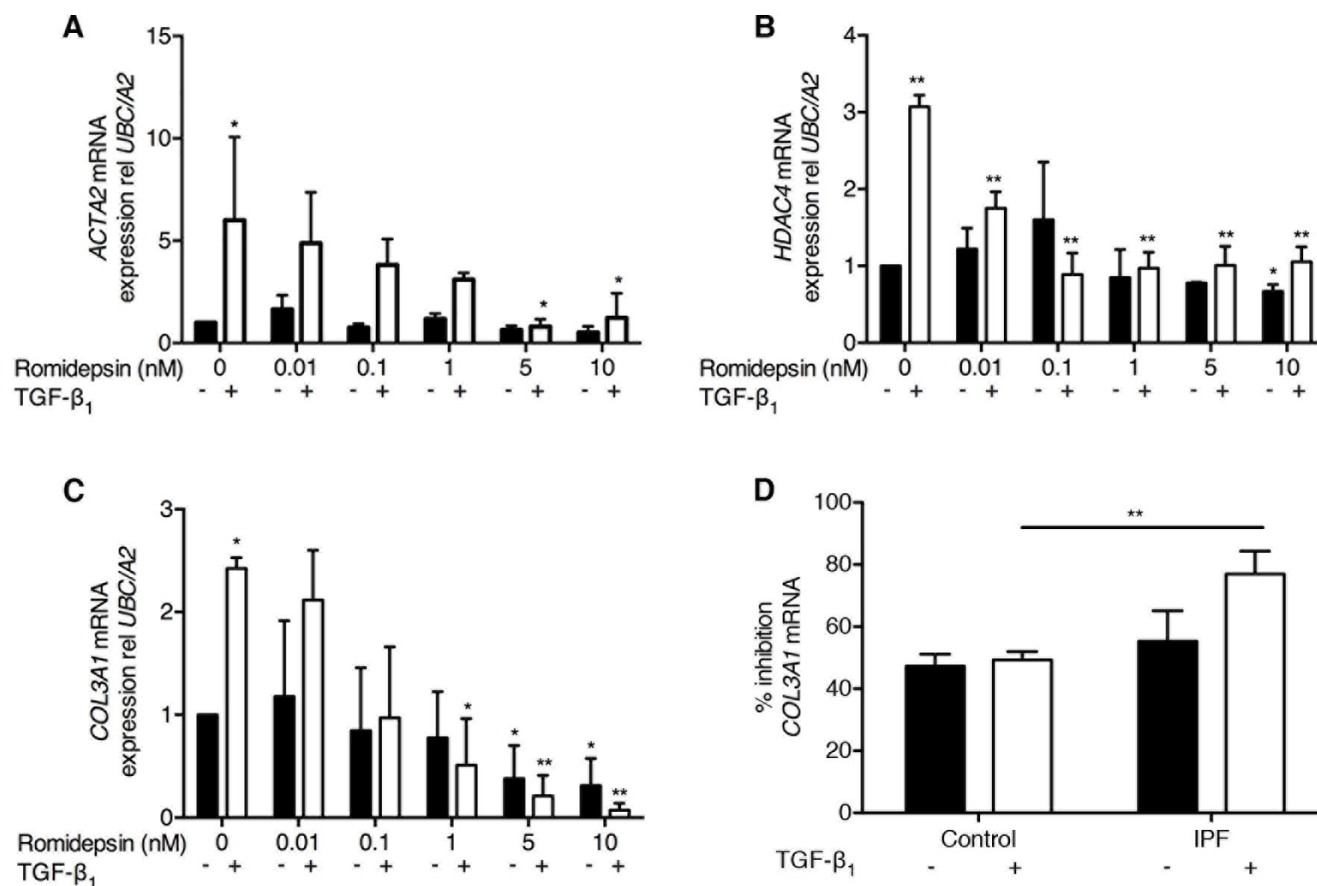 A
15
10
5
0
ACTA2 mRNA
expression rel UBC/A2
*
*
*
Romidepsin (nM) 0 0.01 0.1 1 5 10
TGF-β1 - + - + - + - + - + - +
B
4
3
2
1
0
HDAC4 mRNA
expression rel UBC/A2
**
**
**
**
**
* **
Romidepsin (nM) 0 0.01 0.1 1 5 10
TGF-β1 - + - + - + - + - + - +
C
3
2
1
0
COL3A1 mRNA
expression rel UBC/A2
*
*
* **
* **
Romidepsin (nM) 0 0.01 0.1 1 5 10
TGF-β1 - + - + - + - + - + - +
D
100
80
60
40
20
0
% inhibition
COL3A1 mRNA
**
Control IPF
TGF-β1 - + - +